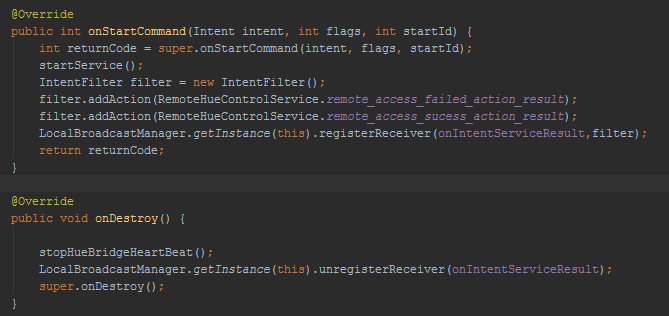 @Override
public int onStartCommand(Intent intent, int flags, int startId) {
int returnCode = super.onStartCommand(intent, flags, startId);
startService();
IntentFilter filter = new IntentFilter();
filter.addAction(RemoteHueControlService.remote_access_failed_action_result);
filter.addAction(RemoteHueControlService.remote_access_sucess_action_result);
LocalBroadcastManager.getInstance(this).registerReceiver(onIntentServiceResult,filter);
return returnCode;
}
@Override
public void onDestroy() {
stopHueBridgeHeartBeat();
LocalBroadcastManager.getInstance(this).unregisterReceiver(onIntentServiceResult);
super.onDestroy();
}